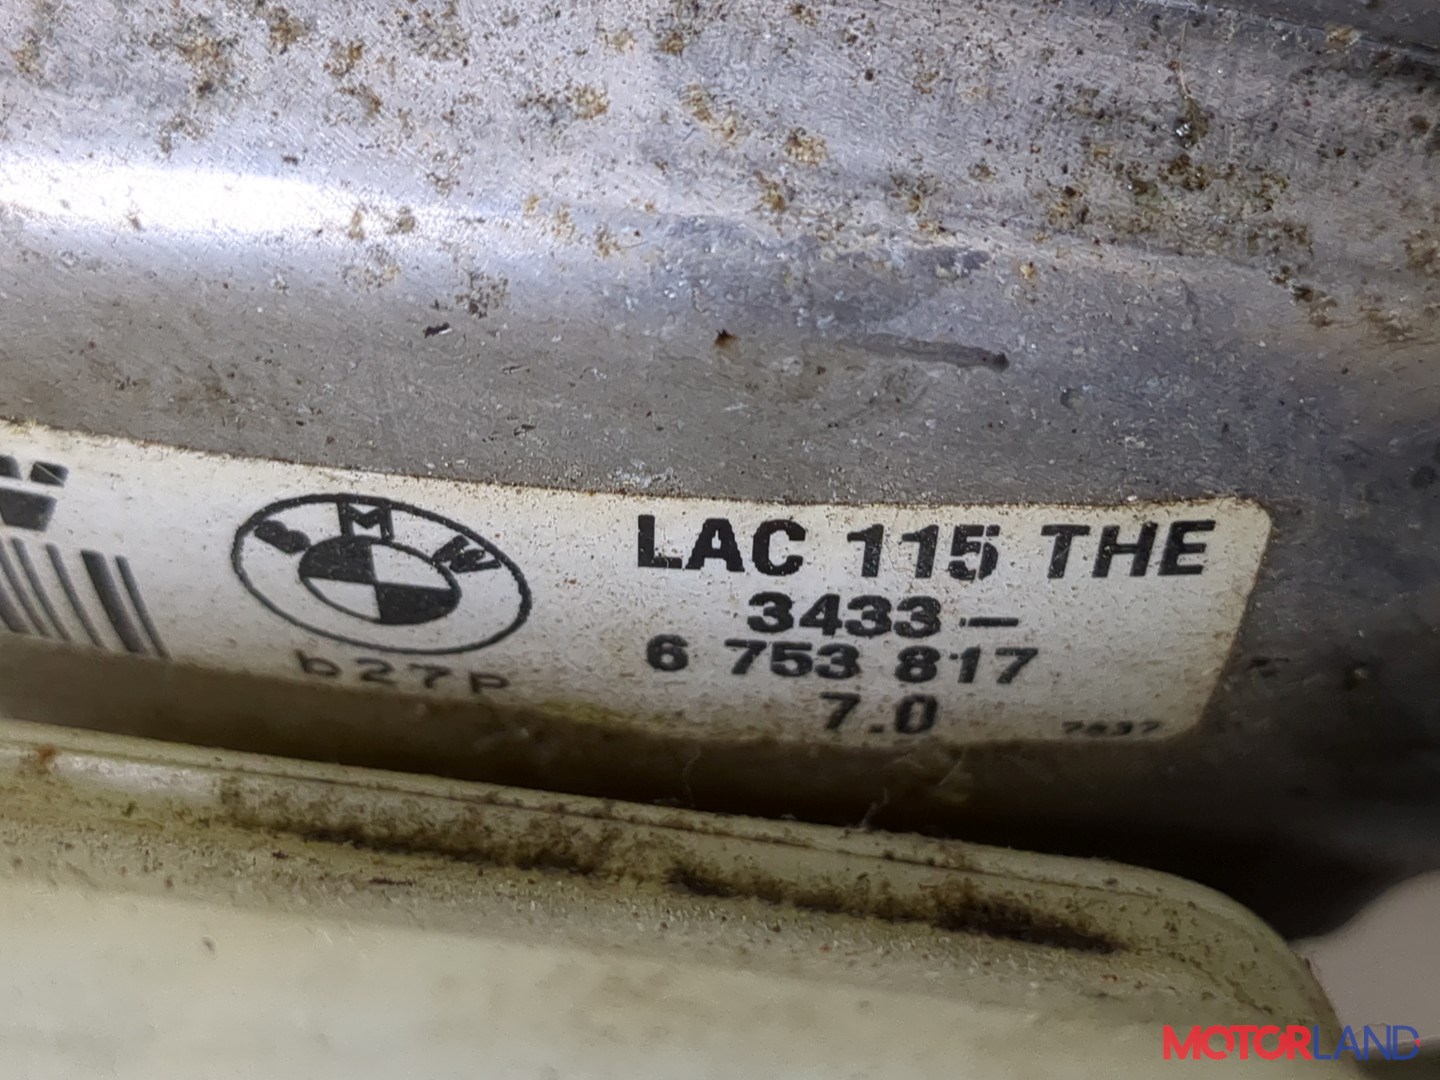 BMW
b27P
LAC 115 THE
3433-
6 753 817
7.0
MOTORLAND